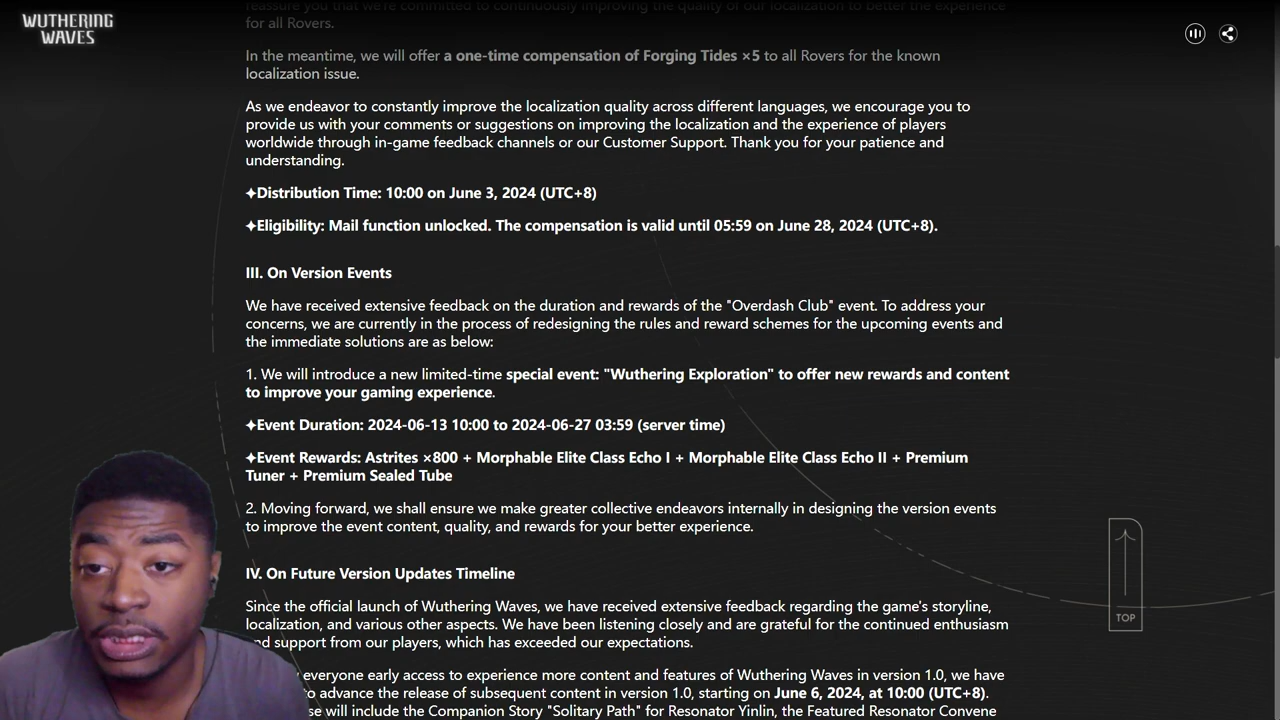 WUTHERING
WAVES
reassure you that we're committed to continuously improving the quality of our localization to better the experience
for all Rovers.
In the meantime, we will offer a one-time compensation of Forging Tides ×5 to all Rovers for the known
localization issue.
As we endeavor to constantly improve the localization quality across different languages, we encourage you to
provide us with your comments or suggestions on improving the localization and the experience of players
worldwide through in-game feedback channels or our Customer Support. Thank you for your patience and
understanding.
✦Distribution Time: 10:00 on June 3, 2024 (UTC+8)
✦Eligibility: Mail function unlocked. The compensation is valid until 05:59 on June 28, 2024 (UTC+8).
III. On Version Events
We have received extensive feedback on the duration and rewards of the "Overdash Club" event. To address your
concerns, we are currently in the process of redesigning the rules and reward schemes for the upcoming events and
the immediate solutions are as below:
1. We will introduce a new limited-time special event: "Wuthering Exploration" to offer new rewards and content
to improve your gaming experience.
✦Event Duration: 2024-06-13 10:00 to 2024-06-27 03:59 (server time)
✦Event Rewards: Astrites ×800 + Morphable Elite Class Echo I + Morphable Elite Class Echo II + Premium
Tuner + Premium Sealed Tube
2. Moving forward, we shall ensure we make greater collective endeavors internally in designing the version events
to improve the event content, quality, and rewards for your better experience.
IV. On Future Version Updates Timeline
Since the official launch of Wuthering Waves, we have received extensive feedback regarding the game's storyline,
localization, and various other aspects. We have been listening closely and are grateful for the continued enthusiasm
and support from our players, which has exceeded our expectations.
everyone early access to experience more content and features of Wuthering Waves in version 1.0, we have
to advance the release of subsequent content in version 1.0, starting on June 6, 2024, at 10:00 (UTC+8).
will include the Companion Story "Solitary Path" for Resonator Yinlin, the Featured Resonator Convene
TOP